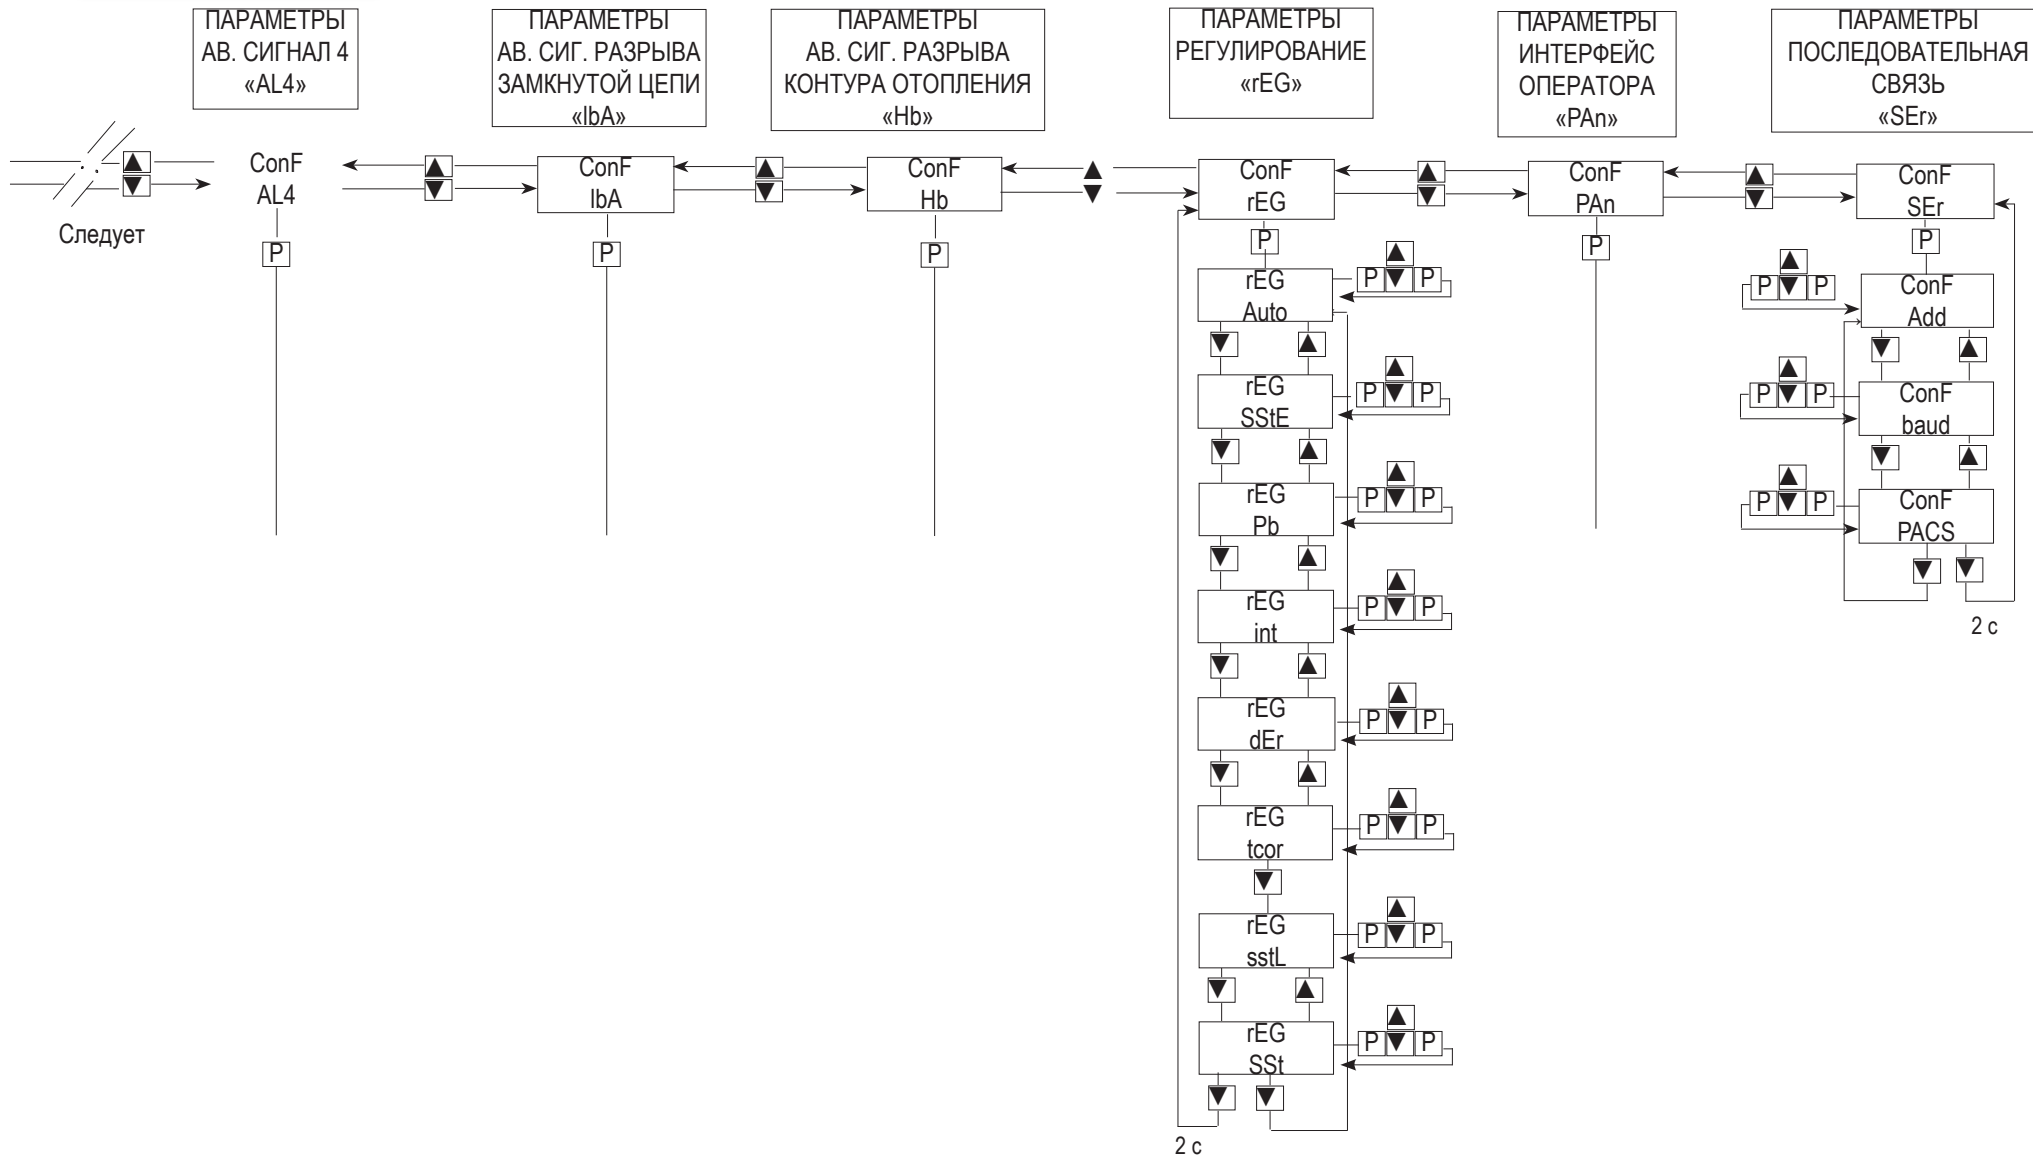 ПАРАМЕТРЫ
АВ. СИГНАЛ 4
«AL4»
ПАРАМЕТРЫ
АВ. СИГ. РАЗРЫВА
ЗАМКНУТОЙ ЦЕПИ
«lbA»
ПАРАМЕТРЫ
АВ. СИГ. РАЗРЫВА
КОНТУРА ОТОПЛЕНИЯ
«Hb»
ПАРАМЕТРЫ
РЕГУЛИРОВАНИЕ
«rEG»
ПАРАМЕТРЫ
ИНТЕРФЕЙС
ОПЕРАТОРА
«PAn»
ПАРАМЕТРЫ
ПОСЛЕДОВАТЕЛЬНАЯ
СВЯЗЬ
«SEr»
Следует
ConF
AL4
P
ConF
lbA
P
ConF
Hb
P
ConF
rEG
P
rEG
Auto
P P
rEG
SStE
P P
rEG
Pb
P P
rEG
int
P P
rEG
dEr
P P
rEG
tcor
P P
rEG
sstL
P P
rEG
SSt
P P
2 с
ConF
PAn
P
ConF
SEr
P
P P
ConF
Add
P P
ConF
baud
P P
ConF
PACS
2 с